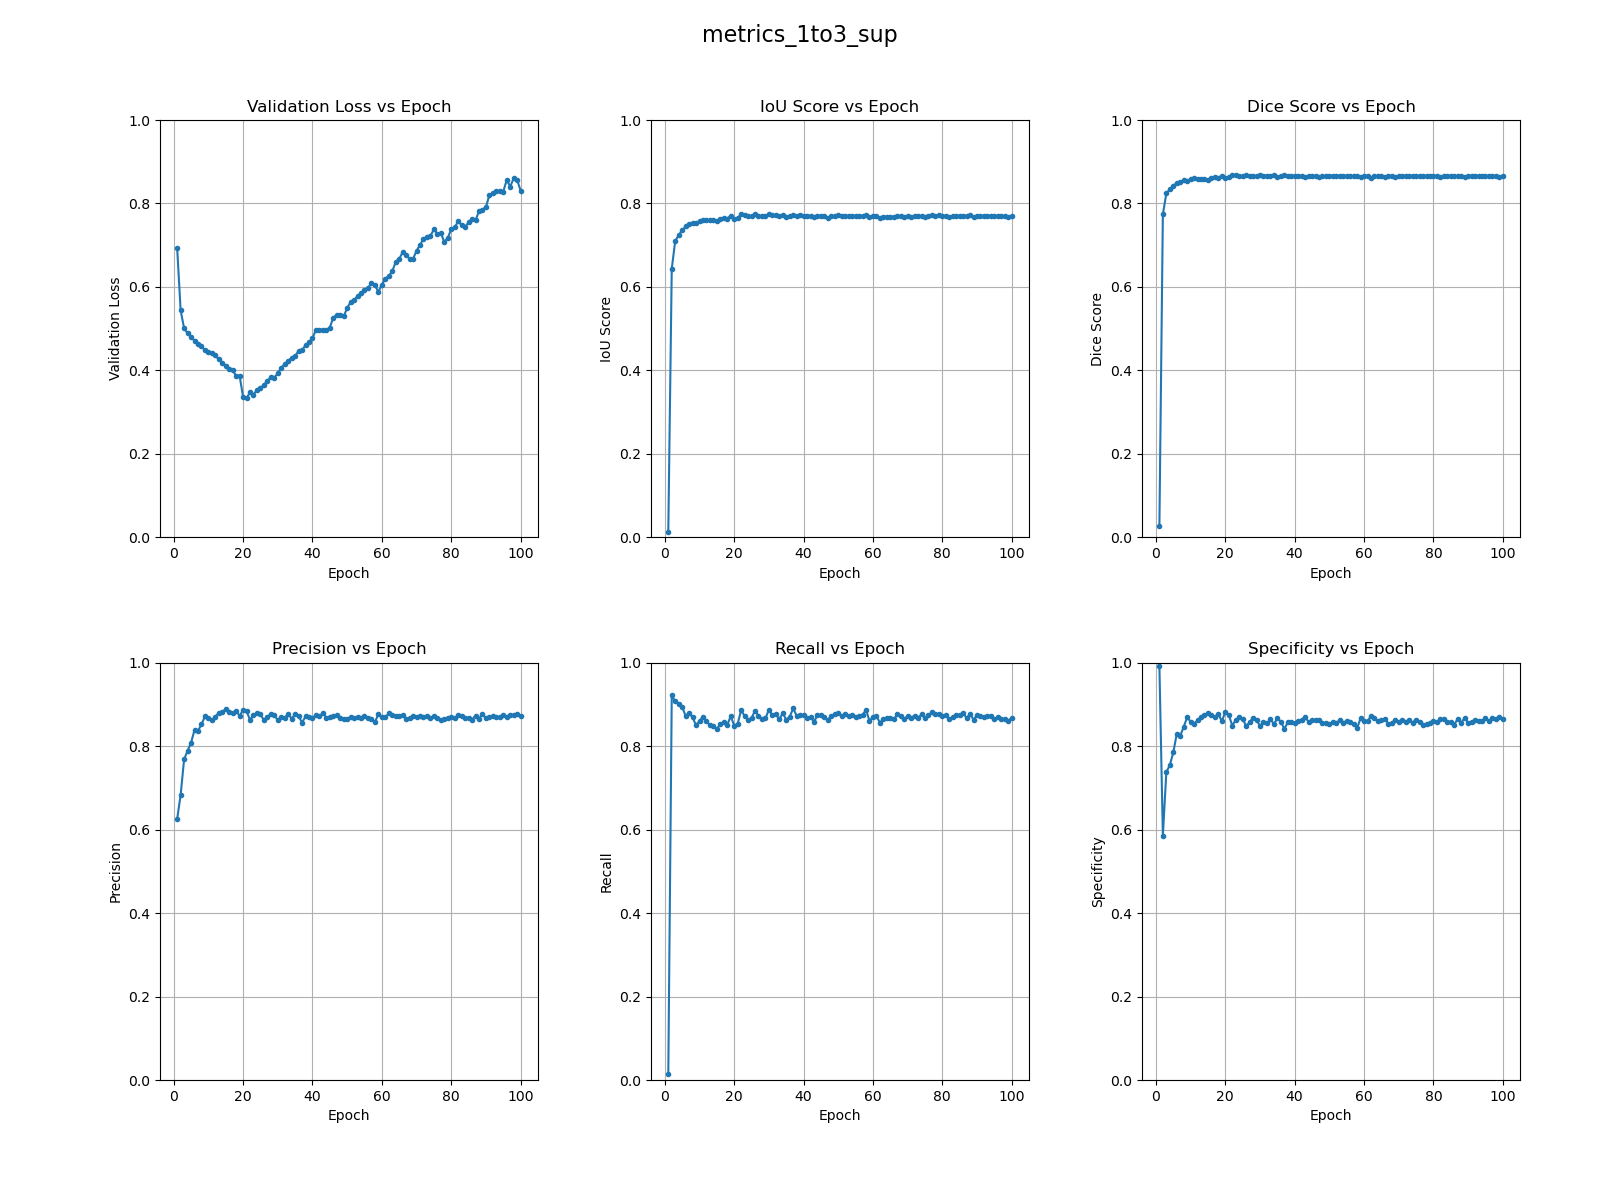 metrics_1to3_sup
Validation Loss vs Epoch
1.0
0.8
0.6
0.4
0.2
0.0
Validation Loss
0 20 40 60 80 100
Epoch
IoU Score vs Epoch
1.0
0.8
0.6
0.4
0.2
0.0
IoU Score
0 20 40 60 80 100
Epoch
Dice Score vs Epoch
1.0
0.8
0.6
0.4
0.2
0.0
Dice Score
0 20 40 60 80 100
Epoch
Precision vs Epoch
1.0
0.8
0.6
0.4
0.2
0.0
Precision
0 20 40 60 80 100
Epoch
Recall vs Epoch
1.0
0.8
0.6
0.4
0.2
0.0
Recall
0 20 40 60 80 100
Epoch
Specificity vs Epoch
1.0
0.8
0.6
0.4
0.2
0.0
Specificity
0 20 40 60 80 100
Epoch